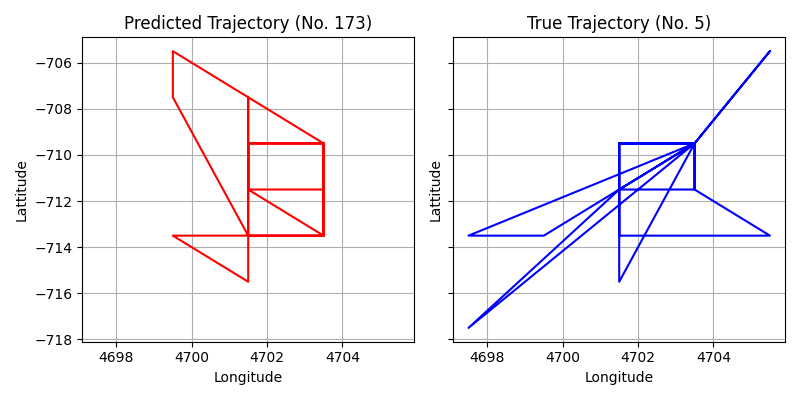 Predicted Trajectory (No. 173)
True Trajectory (No. 5)
Lattitude
−706
−708
−710
−712
−714
−716
−718
4698 4700 4702 4704
Longitude
Lattitude
4698 4700 4702 4704
Longitude